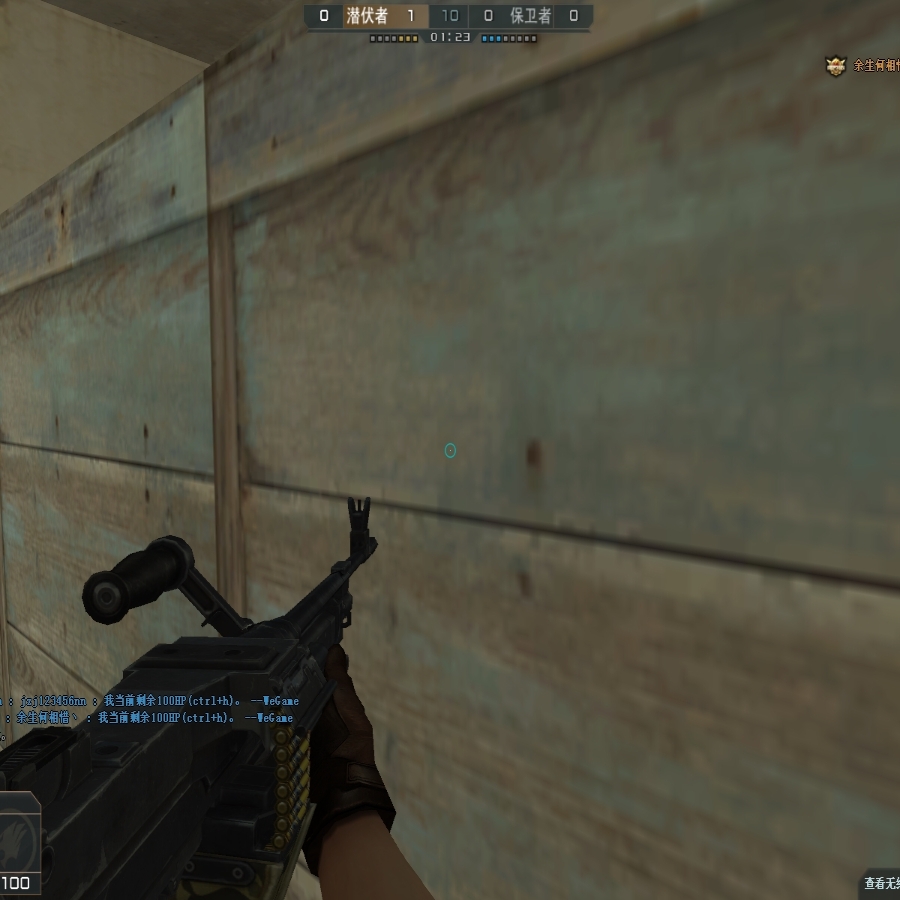 0 潜伏者 1 10 0 保卫者 0
01:23
余生何相惜
: jzj123456nn : 我当前剩余100HP(ctrl+h)。 --WeGame
: 余生何相惜丶 : 我当前剩余100HP(ctrl+h)。 --WeGame
。
100
查看无线